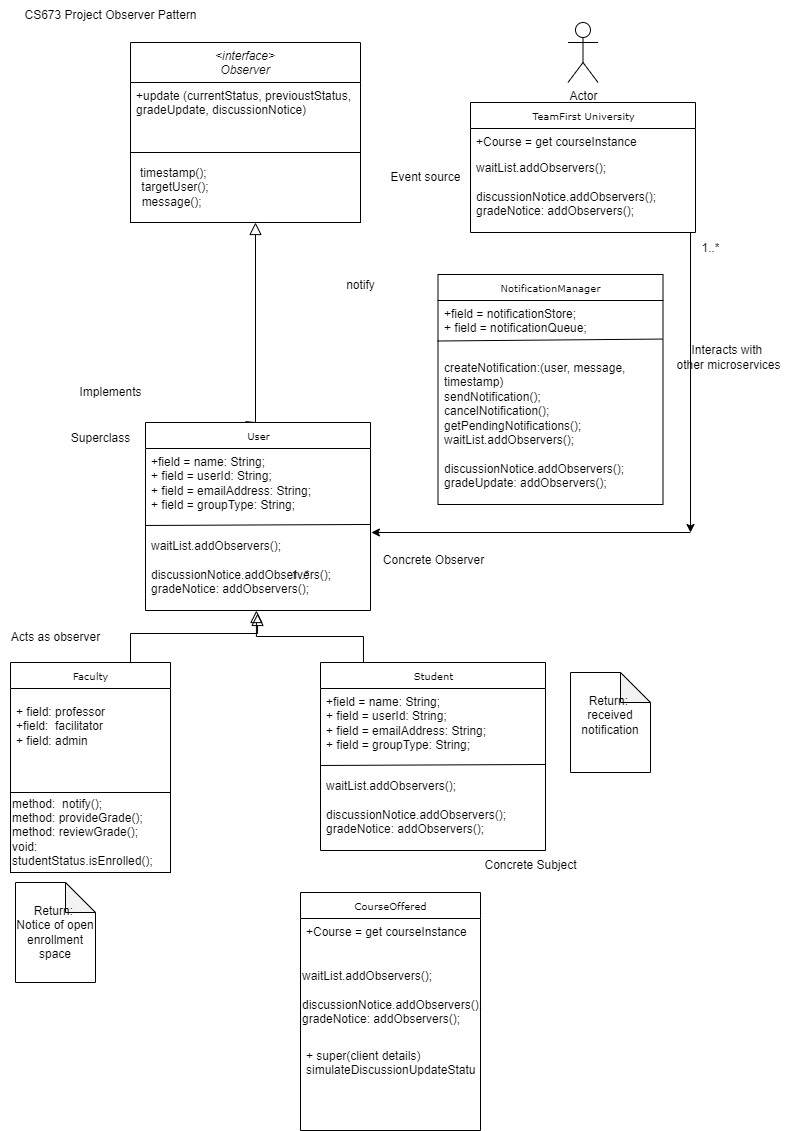 CS673 Project Observer Pattern
<interface>
Observer
+update (currentStatus, previoustStatus,
gradeUpdate, discussionNotice)
timestamp();
targetUser();
message();
Actor
TeamFirst University
+Course = get courseInstance
waitList.addObservers();
discussionNotice.addObservers();
gradeNotice: addObservers();
Event source
1..*
notify
NotificationManager
+field = notificationStore;
+ field = notificationQueue;
createNotification:(user, message,
timestamp)
sendNotification();
cancelNotification();
getPendingNotifications();
waitList.addObservers();
discussionNotice.addObservers();
gradeUpdate: addObservers();
Interacts with
other microservices
Implements
Superclass
User
+field = name: String;
+ field = userId: String;
+ field = emailAddress: String;
+ field = groupType: String;
waitList.addObservers();
discussionNotice.addObservers();
gradeNotice: addObservers();
Concrete Observer
Acts as observer
Faculty
+ field: professor
+field:  facilitator
+ field: admin
method:  notify();
method: provideGrade();
method: reviewGrade();
void:
studentStatus.isEnrolled();
Student
+field = name: String;
+ field = userId: String;
+ field = emailAddress: String;
+ field = groupType: String;
waitList.addObservers();
discussionNotice.addObservers();
gradeNotice: addObservers();
Return:
received
notification
Concrete Subject
Return:
Notice of open
enrollment
space
CourseOffered
+Course = get courseInstance
waitList.addObservers();
discussionNotice.addObservers()
gradeNotice: addObservers();
+ super(client details)
simulateDiscussionUpdateStatu